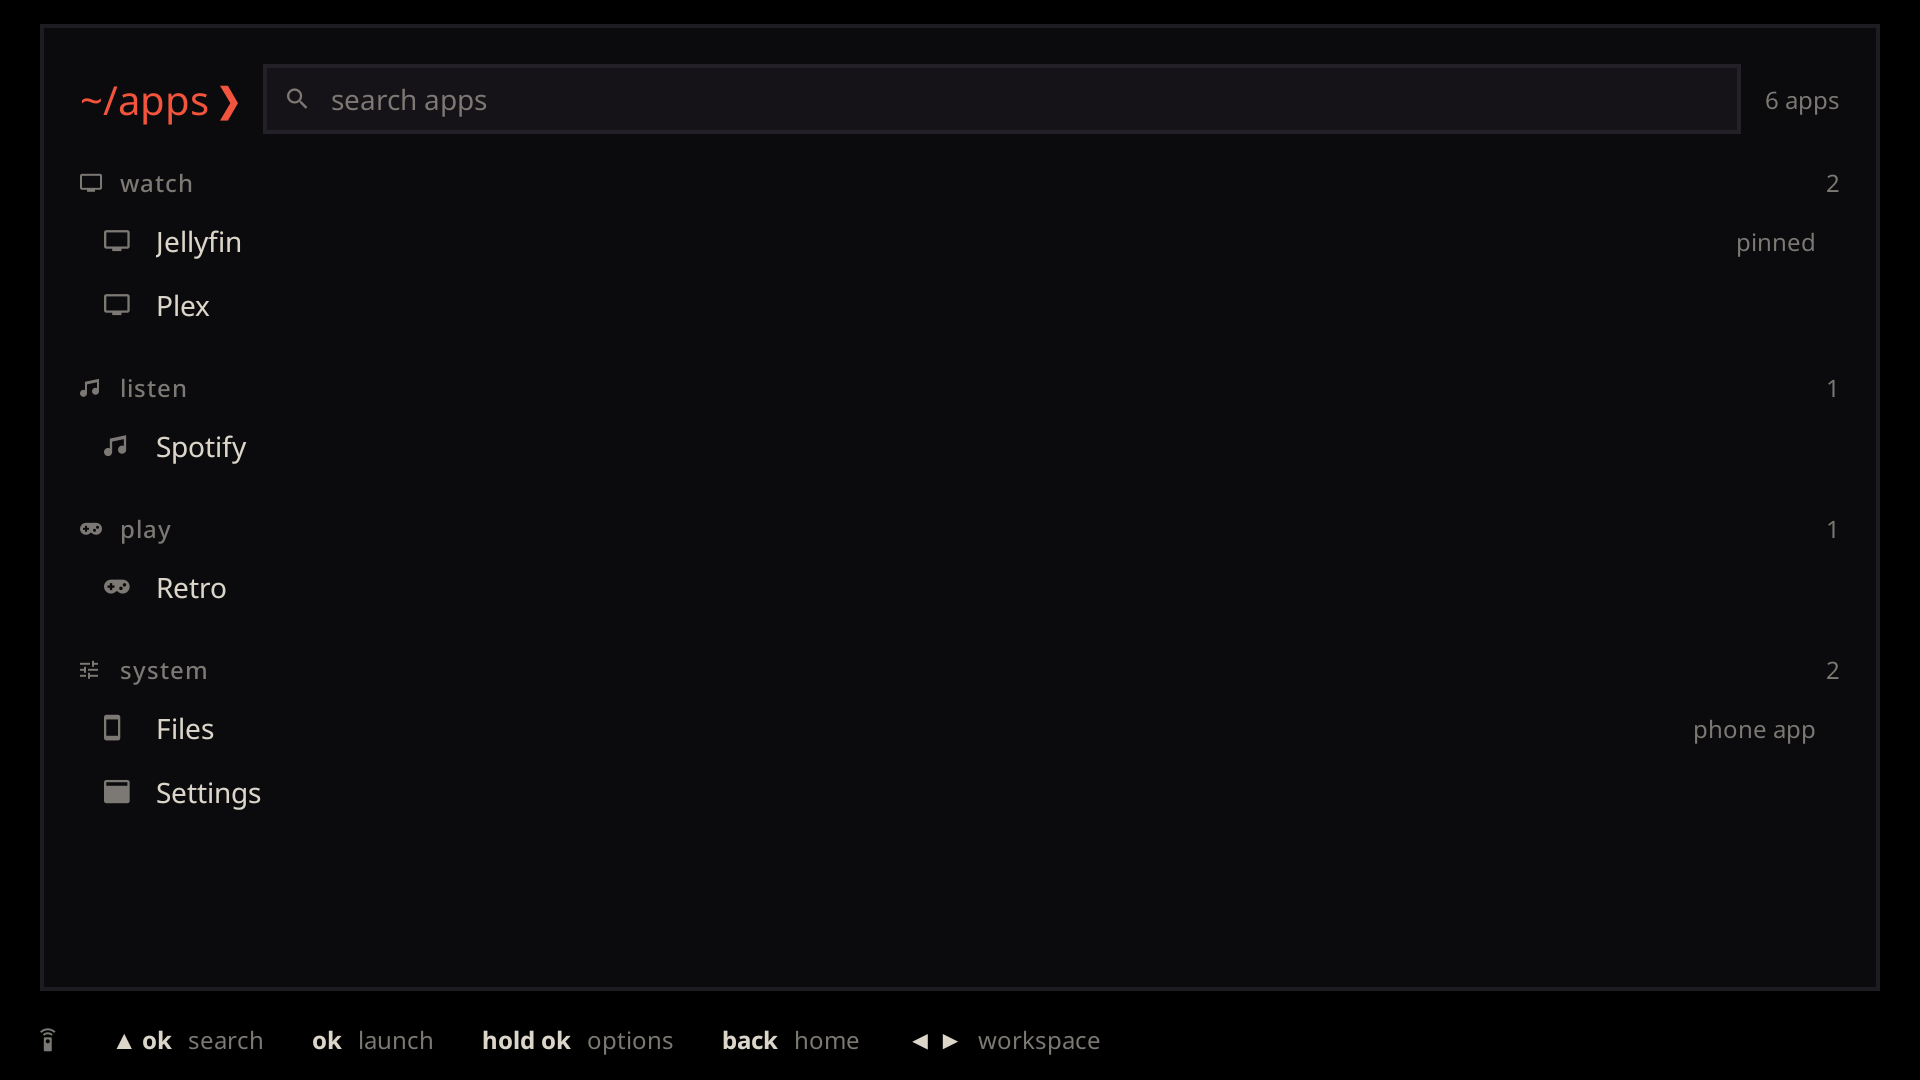 ~/apps ❯ search apps 6 apps
watch 2
Jellyfin pinned
Plex
listen 1
Spotify
play 1
Retro
system 2
Files phone app
Settings
▲ ok search ok launch hold ok options back home ◀ ▶ workspace